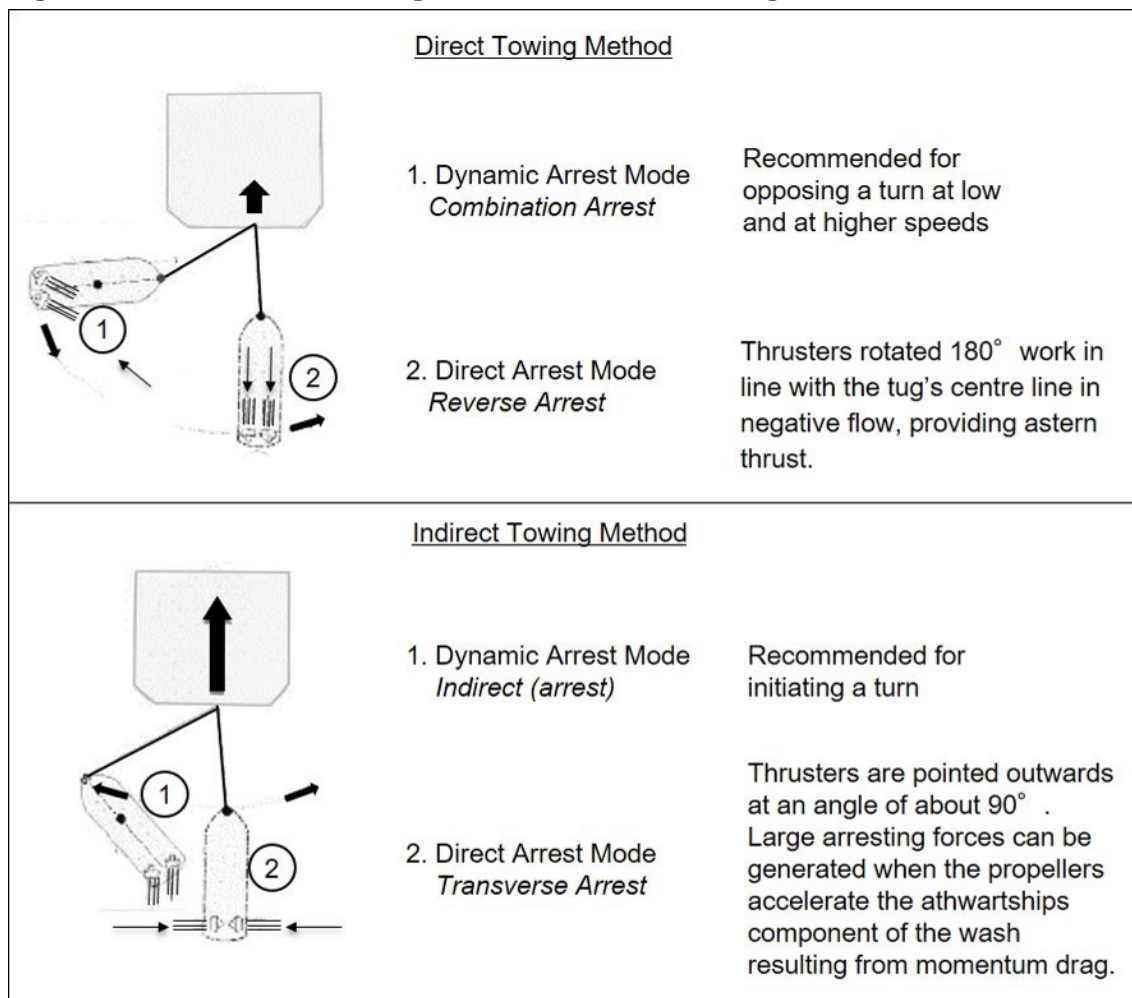 Direct Towing Method
1. Dynamic Arrest Mode
Combination Arrest
Recommended for
opposing a turn at low
and at higher speeds
1
2
2. Direct Arrest Mode
Reverse Arrest
Thrusters rotated 180° work in
line with the tug's centre line in
negative flow, providing astern
thrust.
Indirect Towing Method
1. Dynamic Arrest Mode
Indirect (arrest)
Recommended for
initiating a turn
1
2
2. Direct Arrest Mode
Transverse Arrest
Thrusters are pointed outwards
at an angle of about 90° .
Large arresting forces can be
generated when the propellers
accelerate the athwartships
component of the wash
resulting from momentum drag.